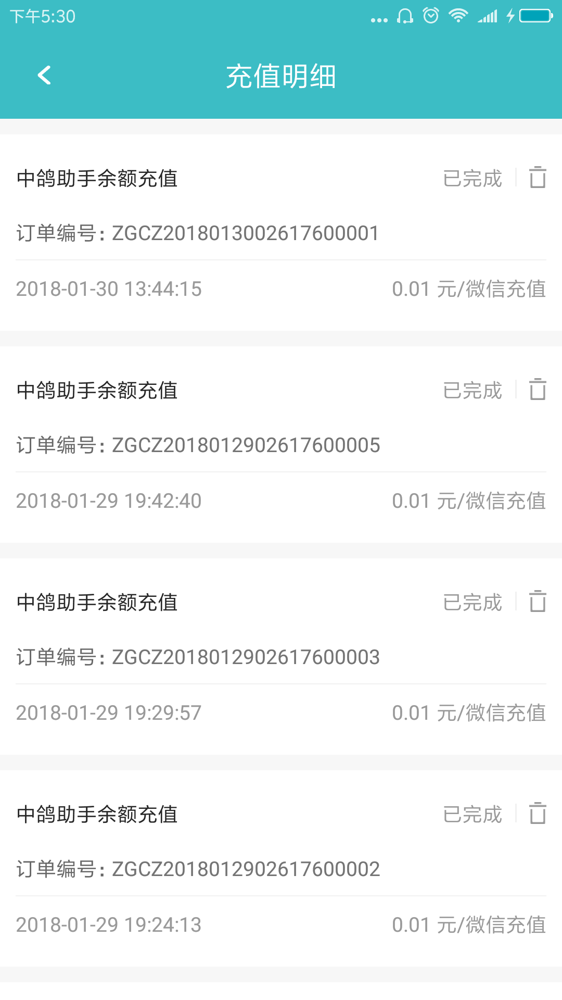 下午5:30
充值明细
中鸽助手余额充值 已完成
订单编号: ZGCZ2018013002617600001
2018-01-30 13:44:15 0.01 元/微信充值
中鸽助手余额充值 已完成
订单编号: ZGCZ2018012902617600005
2018-01-29 19:42:40 0.01 元/微信充值
中鸽助手余额充值 已完成
订单编号: ZGCZ2018012902617600003
2018-01-29 19:29:57 0.01 元/微信充值
中鸽助手余额充值 已完成
订单编号: ZGCZ2018012902617600002
2018-01-29 19:24:13 0.01 元/微信充值